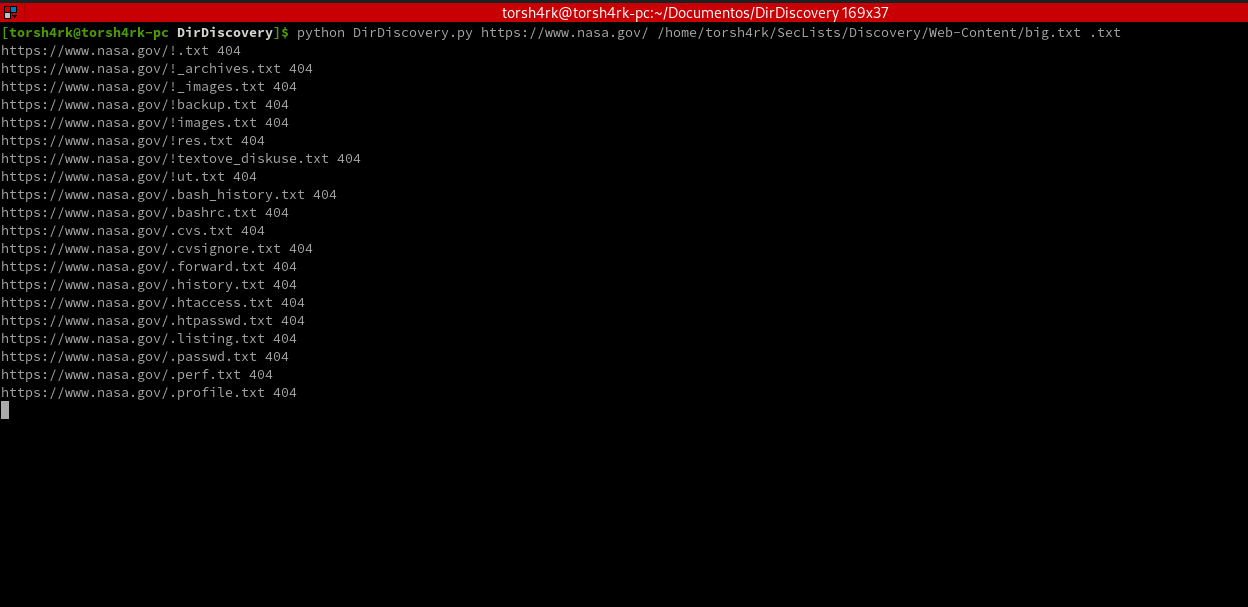 torsh4rk@torsh4rk-pc:~/Documentos/DirDiscovery 169x37
[torsh4rk@torsh4rk-pc DirDiscovery]$ python DirDiscovery.py https://www.nasa.gov/ /home/torsh4rk/SecLists/Discovery/Web-Content/big.txt .txt
https://www.nasa.gov/!.txt 404
https://www.nasa.gov/!_archives.txt 404
https://www.nasa.gov/!_images.txt 404
https://www.nasa.gov/!backup.txt 404
https://www.nasa.gov/!images.txt 404
https://www.nasa.gov/!res.txt 404
https://www.nasa.gov/!textove_diskuse.txt 404
https://www.nasa.gov/!ut.txt 404
https://www.nasa.gov/.bash_history.txt 404
https://www.nasa.gov/.bashrc.txt 404
https://www.nasa.gov/.cvs.txt 404
https://www.nasa.gov/.cvsignore.txt 404
https://www.nasa.gov/.forward.txt 404
https://www.nasa.gov/.history.txt 404
https://www.nasa.gov/.htaccess.txt 404
https://www.nasa.gov/.htpasswd.txt 404
https://www.nasa.gov/.listing.txt 404
https://www.nasa.gov/.passwd.txt 404
https://www.nasa.gov/.perf.txt 404
https://www.nasa.gov/.profile.txt 404